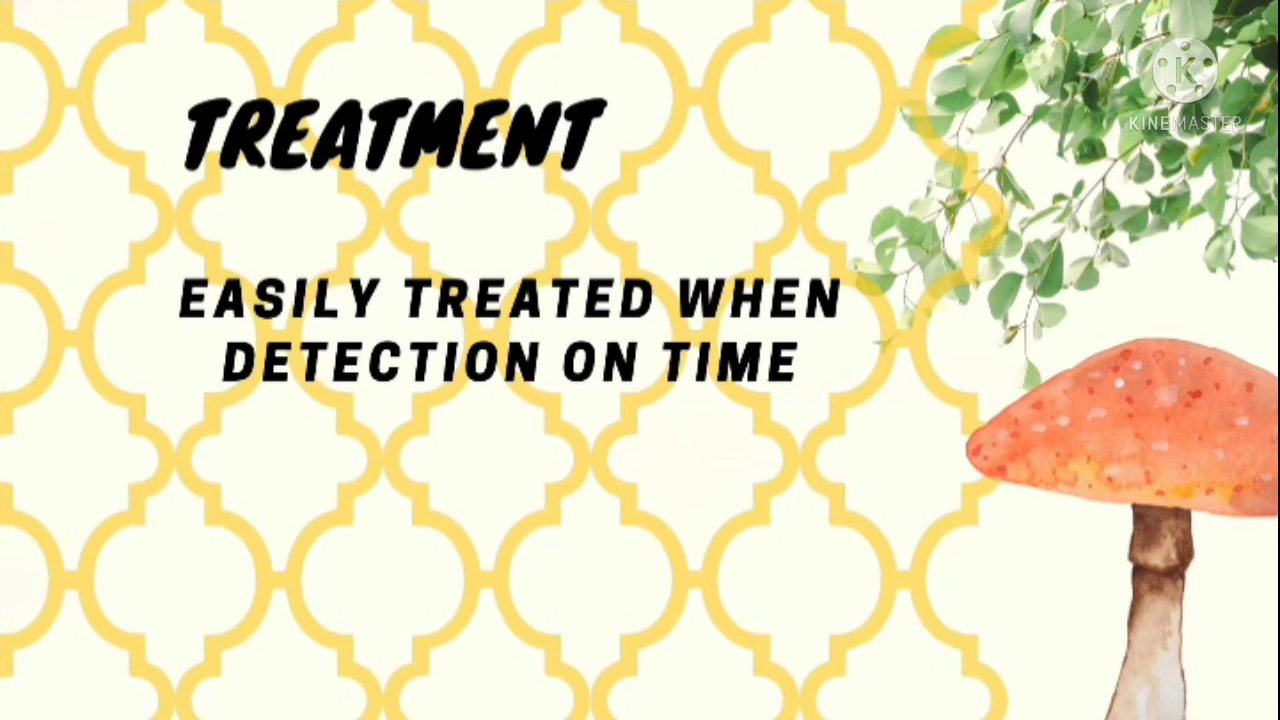 K
KINEMASTER
TREATMENT
EASILY TREATED WHEN
DETECTION ON TIME